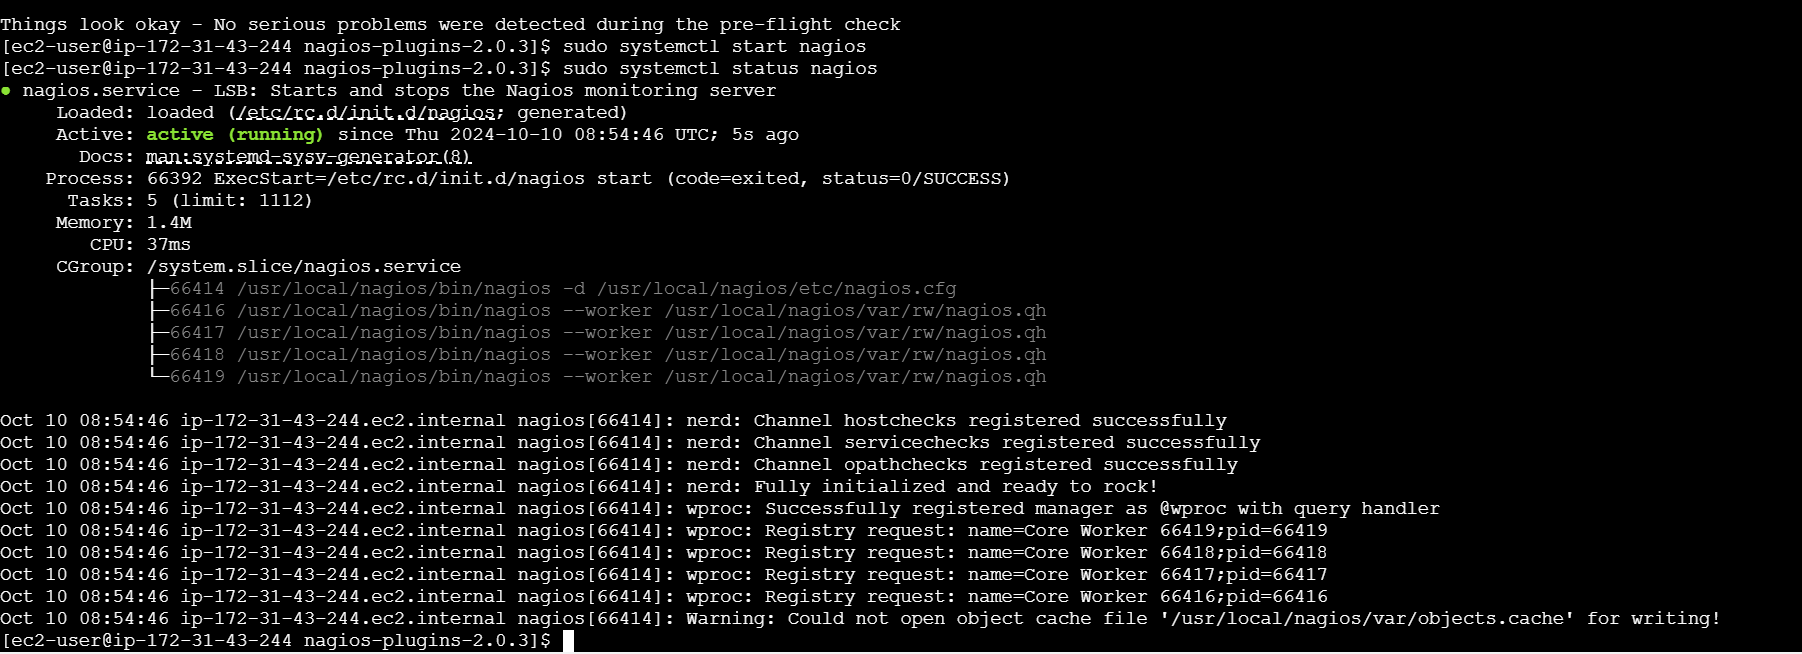 Things look okay - No serious problems were detected during the pre-flight check
[ec2-user@ip-172-31-43-244 nagios-plugins-2.0.3]$ sudo systemctl start nagios
[ec2-user@ip-172-31-43-244 nagios-plugins-2.0.3]$ sudo systemctl status nagios
● nagios.service - LSB: Starts and stops the Nagios monitoring server
     Loaded: loaded (/etc/rc.d/init.d/nagios; generated)
     Active: active (running) since Thu 2024-10-10 08:54:46 UTC; 5s ago
       Docs: man:systemd-sysv-generator(8)
    Process: 66392 ExecStart=/etc/rc.d/init.d/nagios start (code=exited, status=0/SUCCESS)
      Tasks: 5 (limit: 1112)
     Memory: 1.4M
        CPU: 37ms
     CGroup: /system.slice/nagios.service
             ├─66414 /usr/local/nagios/bin/nagios -d /usr/local/nagios/etc/nagios.cfg
             ├─66416 /usr/local/nagios/bin/nagios --worker /usr/local/nagios/var/rw/nagios.qh
             ├─66417 /usr/local/nagios/bin/nagios --worker /usr/local/nagios/var/rw/nagios.qh
             ├─66418 /usr/local/nagios/bin/nagios --worker /usr/local/nagios/var/rw/nagios.qh
             └─66419 /usr/local/nagios/bin/nagios --worker /usr/local/nagios/var/rw/nagios.qh
Oct 10 08:54:46 ip-172-31-43-244.ec2.internal nagios[66414]: nerd: Channel hostchecks registered successfully
Oct 10 08:54:46 ip-172-31-43-244.ec2.internal nagios[66414]: nerd: Channel servicechecks registered successfully
Oct 10 08:54:46 ip-172-31-43-244.ec2.internal nagios[66414]: nerd: Channel opathchecks registered successfully
Oct 10 08:54:46 ip-172-31-43-244.ec2.internal nagios[66414]: nerd: Fully initialized and ready to rock!
Oct 10 08:54:46 ip-172-31-43-244.ec2.internal nagios[66414]: wproc: Successfully registered manager as @wproc with query handler
Oct 10 08:54:46 ip-172-31-43-244.ec2.internal nagios[66414]: wproc: Registry request: name=Core Worker 66419;pid=66419
Oct 10 08:54:46 ip-172-31-43-244.ec2.internal nagios[66414]: wproc: Registry request: name=Core Worker 66418;pid=66418
Oct 10 08:54:46 ip-172-31-43-244.ec2.internal nagios[66414]: wproc: Registry request: name=Core Worker 66417;pid=66417
Oct 10 08:54:46 ip-172-31-43-244.ec2.internal nagios[66414]: wproc: Registry request: name=Core Worker 66416;pid=66416
Oct 10 08:54:46 ip-172-31-43-244.ec2.internal nagios[66414]: Warning: Could not open object cache file '/usr/local/nagios/var/objects.cache' for writing!
[ec2-user@ip-172-31-43-244 nagios-plugins-2.0.3]$